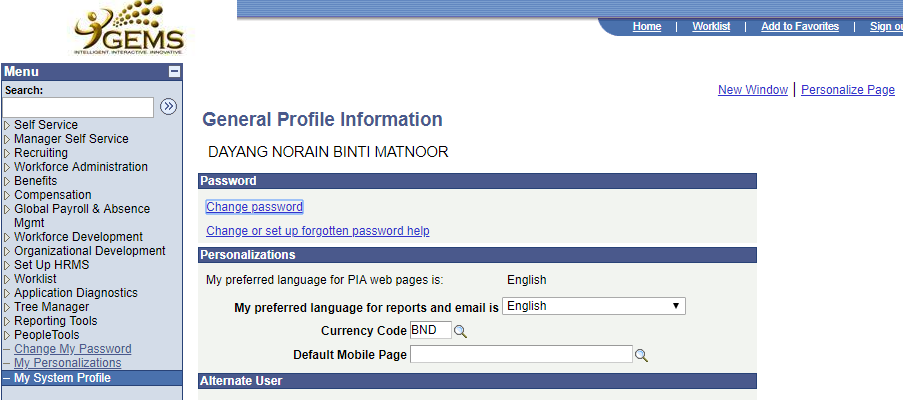 GEMS
INTELLIGENT. INTERACTIVE. INNOVATIVE.
Home | Worklist | Add to Favorites | Sign ou
Menu
Search:
Self Service
Manager Self Service
Recruiting
Workforce Administration
Benefits
Compensation
Global Payroll & Absence
Mgmt
Workforce Development
Organizational Development
Set Up HRMS
Worklist
Application Diagnostics
Tree Manager
Reporting Tools
PeopleTools
Change My Password
My Personalizations
My System Profile
New Window | Personalize Page
General Profile Information
DAYANG NORAIN BINTI MATNOOR
Password
Change password
Change or set up forgotten password help
Personalizations
My preferred language for PIA web pages is: English
My preferred language for reports and email is English
Currency Code BND
Default Mobile Page
Alternate User